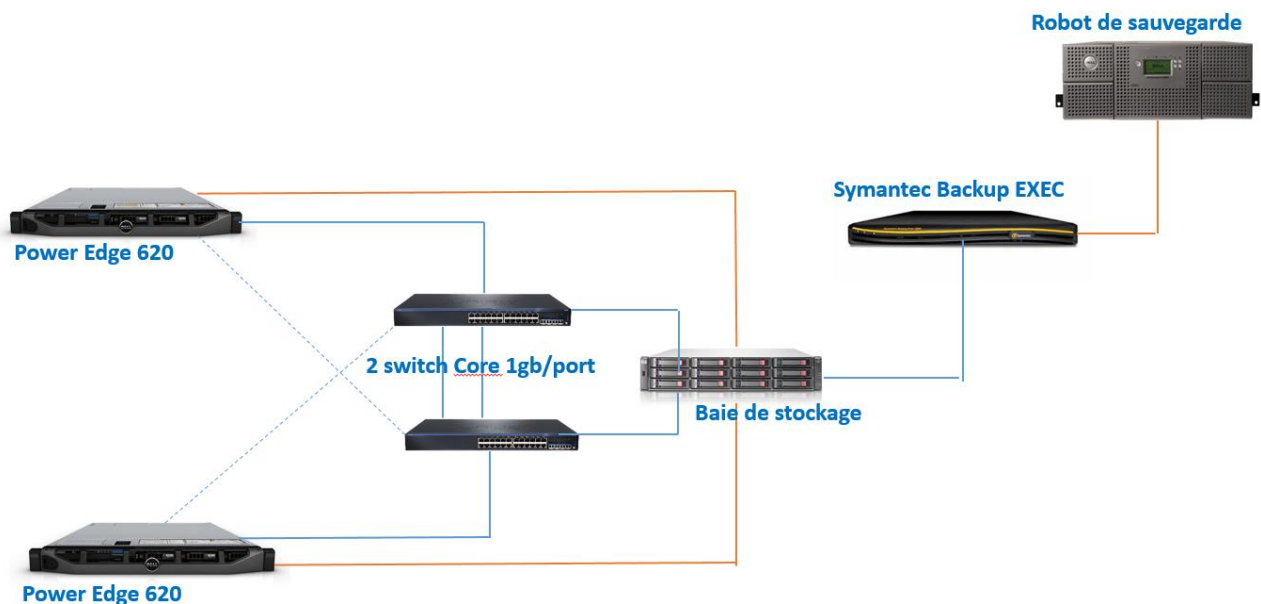 Robot de sauvegarde
Symantec Backup EXEC
Power Edge 620
2 switch Core 1gb/port
Baie de stockage
Power Edge 620